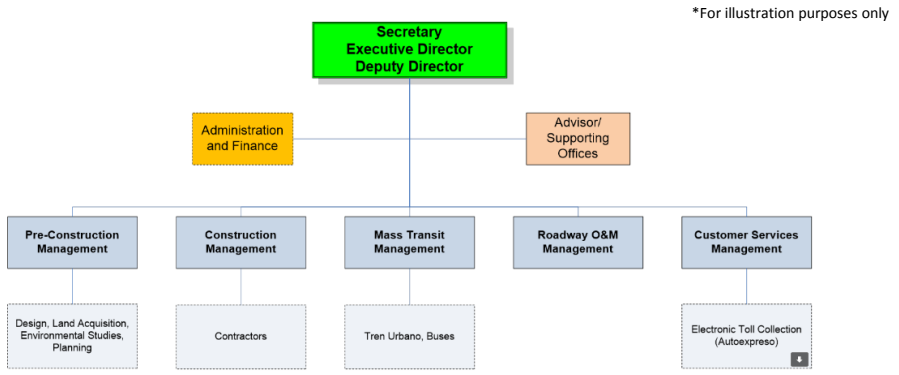 *For illustration purposes only
Secretary
Executive Director
Deputy Director
Administration
and Finance
Advisor/
Supporting
Offices
Pre-Construction
Management
Construction
Management
Mass Transit
Management
Roadway O&M
Management
Customer Services
Management
Design, Land Acquisition,
Environmental Studies,
Planning
Contractors
Tren Urbano, Buses
Electronic Toll Collection
(Autoexpreso)